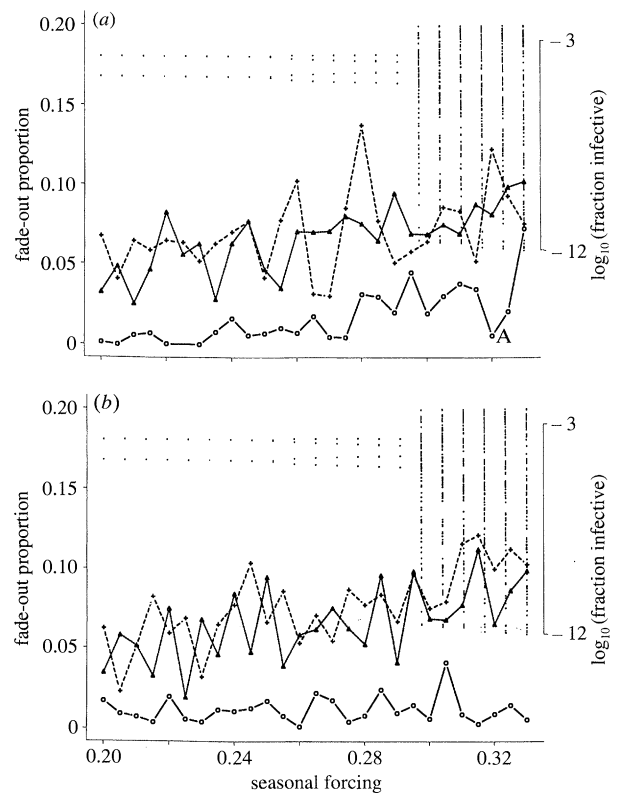 (a)
0.20
0.15
0.10
0.05
0
fade-out proportion
−3
−12
log10(fraction infective)
A
(b)
0.20
0.15
0.10
0.05
0
fade-out proportion
−3
−12
log10(fraction infective)
0.20 0.24 0.28 0.32
seasonal forcing